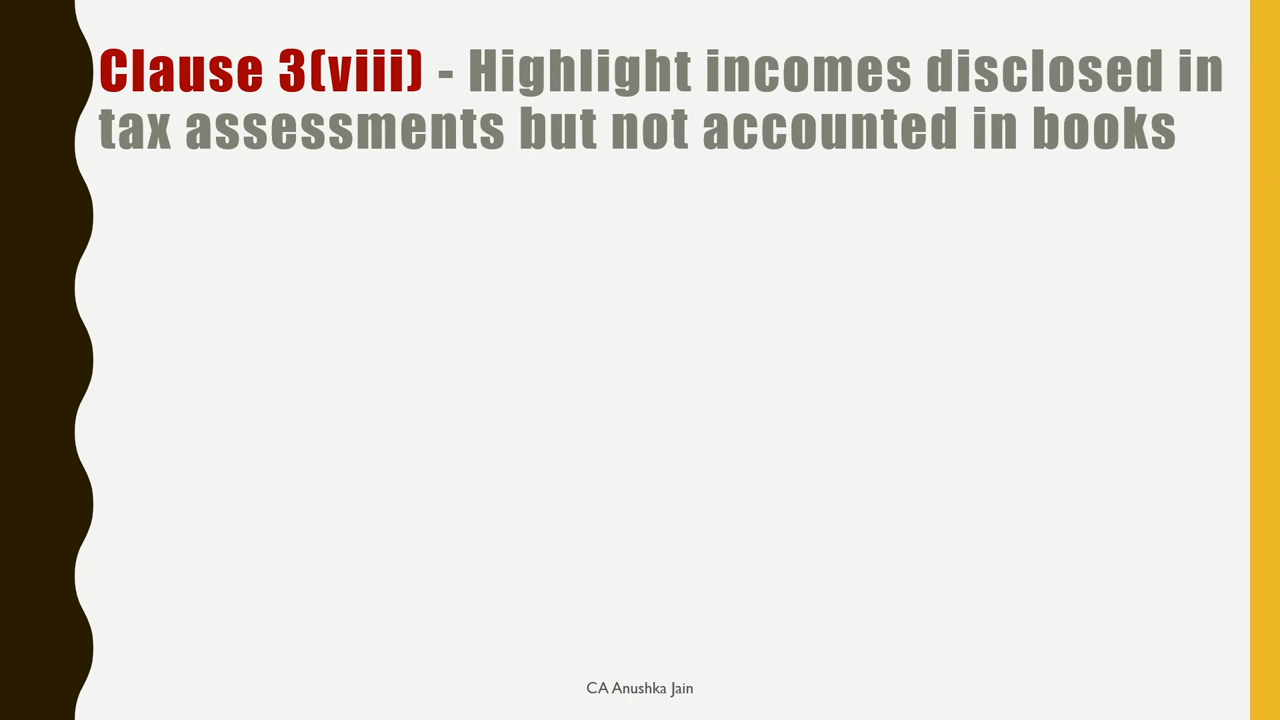 Clause 3(viii) - Highlight incomes disclosed in
tax assessments but not accounted in books
CA Anushka Jain